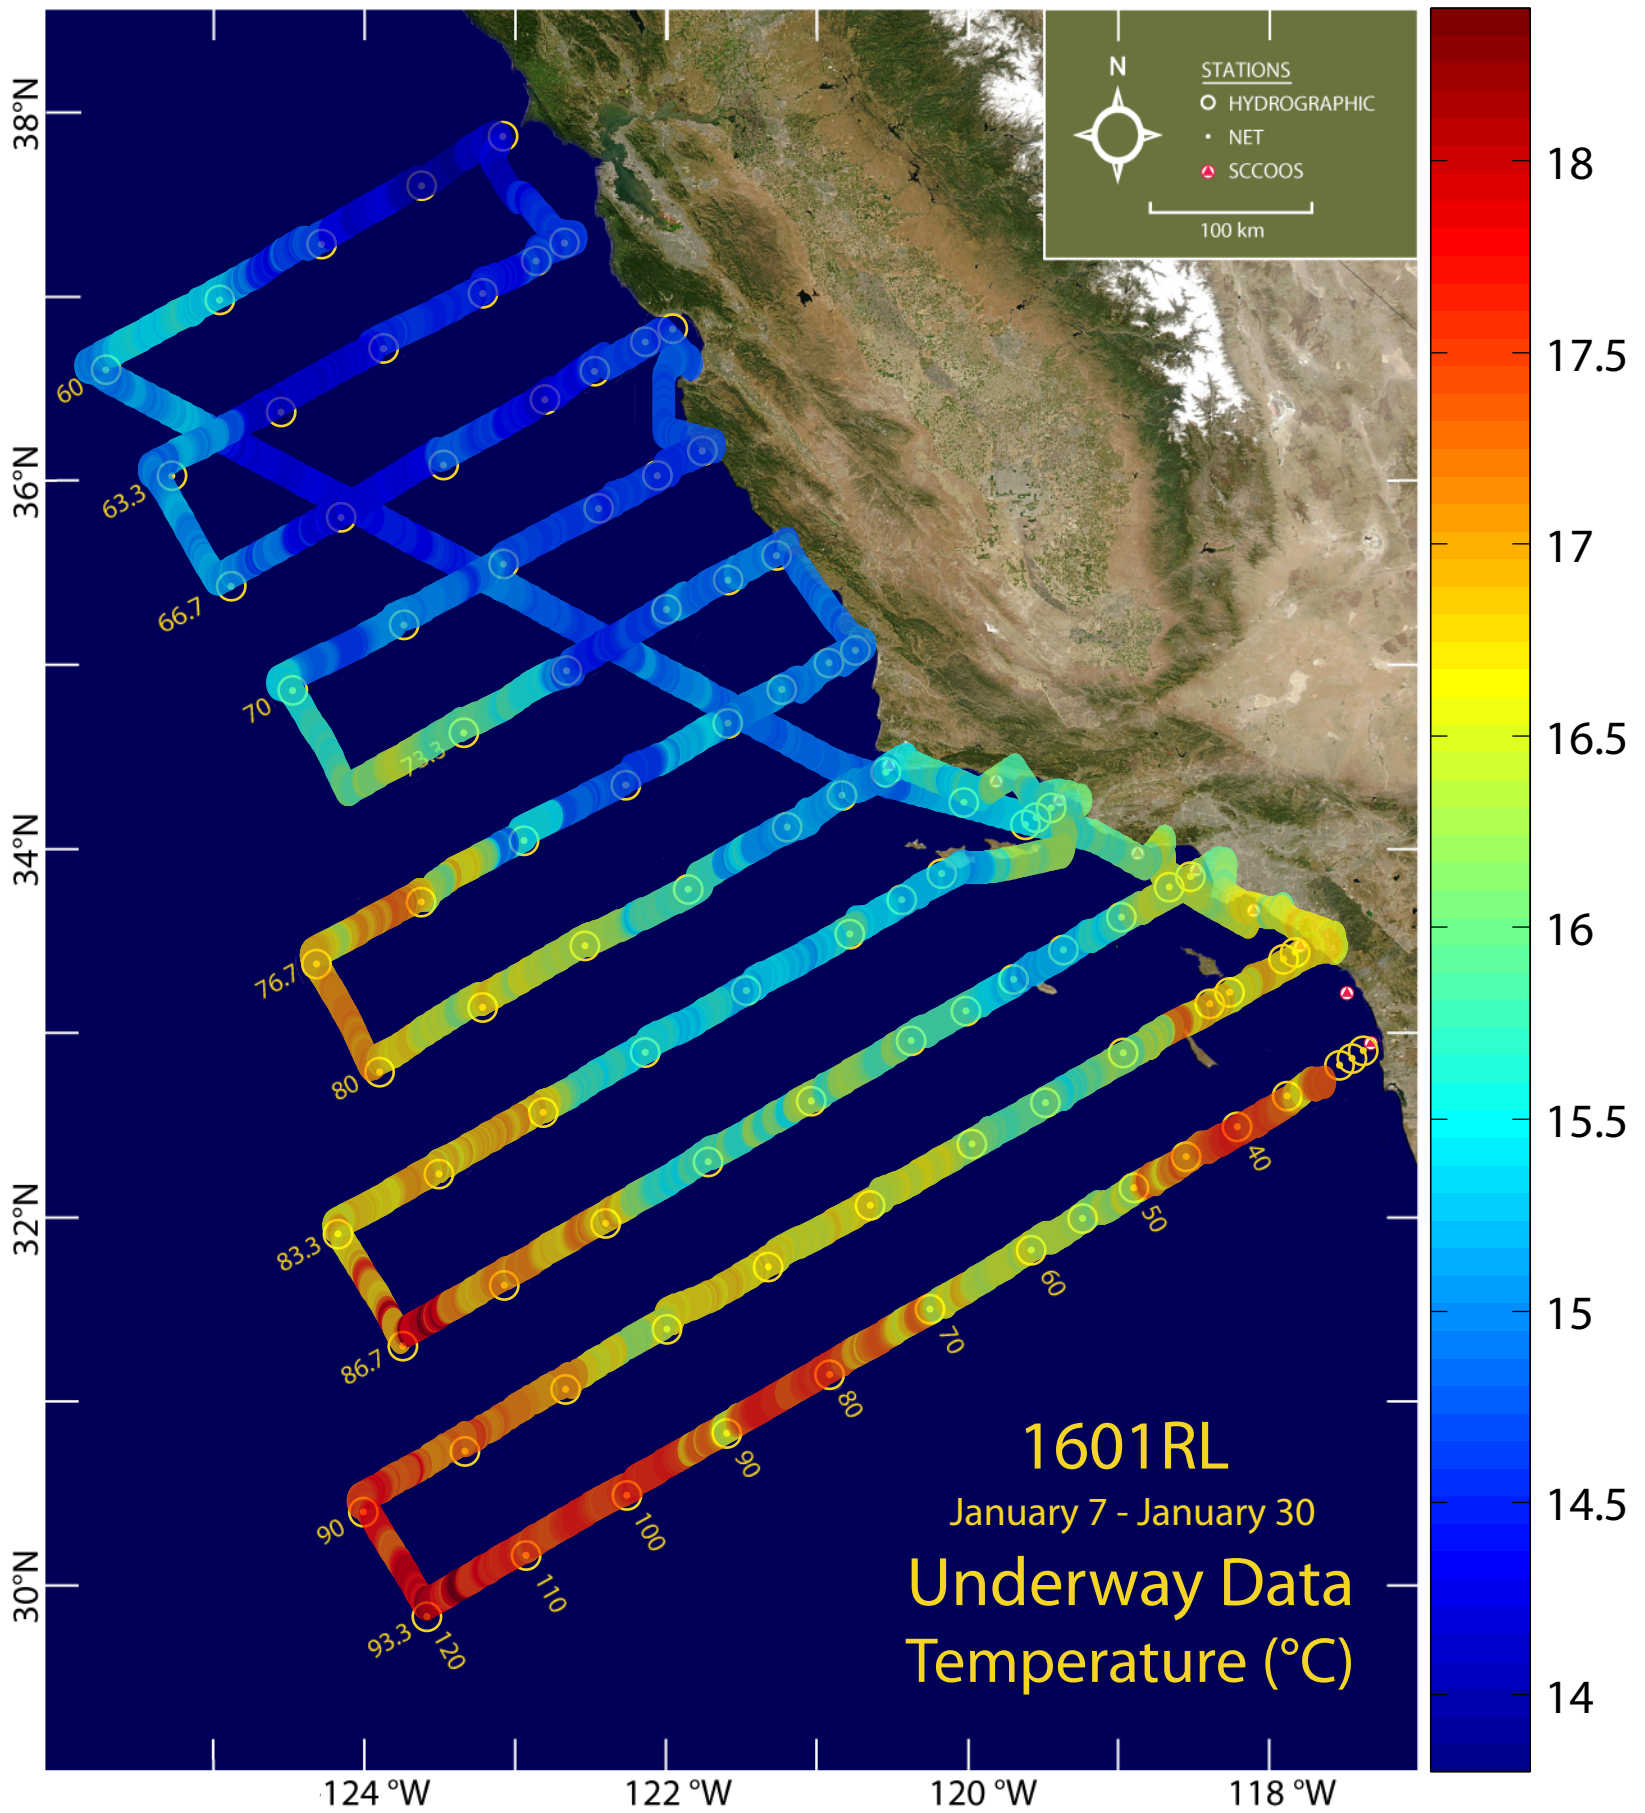 N
STATIONS
HYDROGRAPHIC
NET
SCCOOS
100 km
38°N
36°N
34°N
32°N
30°N
60
63.3
66.7
70
73.3
76.7
80
83.3
86.7
90
93.3
40
50
60
70
80
90
100
110
120
1601RL
January 7 - January 30
Underway Data
Temperature (°C)
124 °W
122 °W
120 °W
118 °W
18
17.5
17
16.5
16
15.5
15
14.5
14